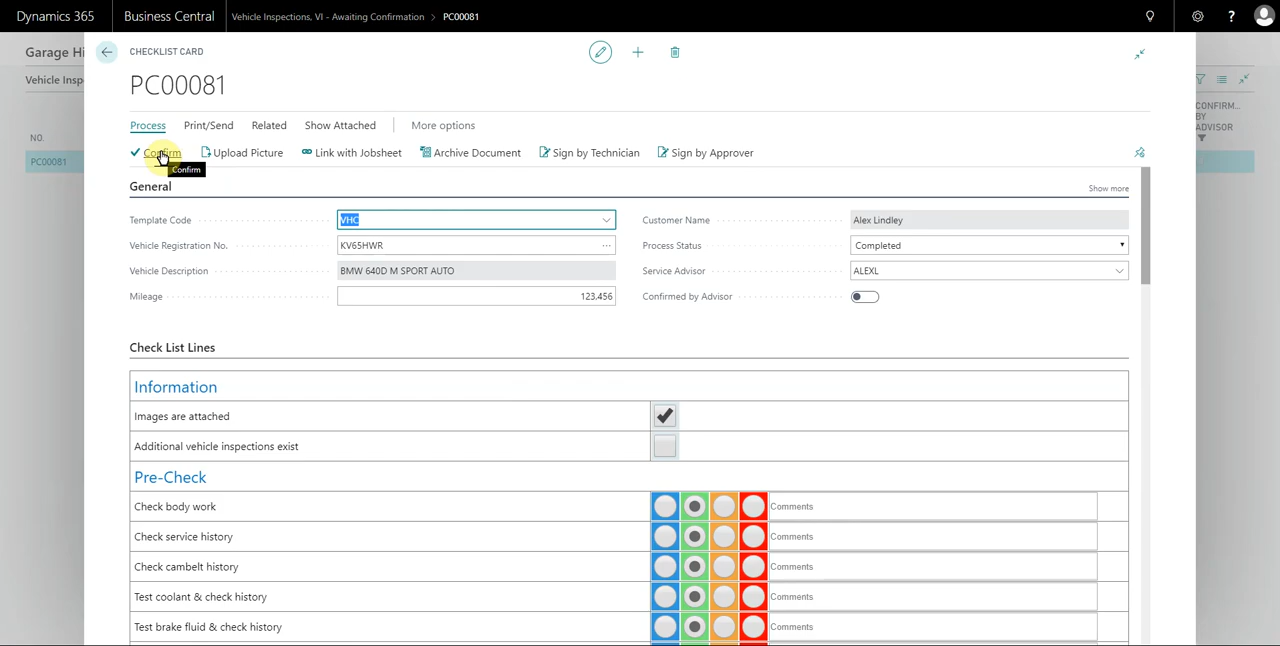 Dynamics 365 Business Central Vehicle Inspections, VI - Awaiting Confirmation > PC00081 ?
Garage Hi
CHECKLIST CARD
PC00081
Vehicle Insp
CONFIRM...
BY
ADVISOR
NO.
PC00081
Process Print/Send Related Show Attached More options
Confirm Upload Picture Link with Jobsheet Archive Document Sign by Technician Sign by Approver
Confirm
General Show more
Template Code VHC Customer Name Alex Lindley
Vehicle Registration No. KV65HWR ... Process Status Completed
Vehicle Description BMW 640D M SPORT AUTO Service Advisor ALEXL
Mileage 123,456 Confirmed by Advisor
Check List Lines
Information
Images are attached
Additional vehicle inspections exist
Pre-Check
Check body work Comments
Check service history Comments
Check cambelt history Comments
Test coolant & check history Comments
Test brake fluid & check history Comments